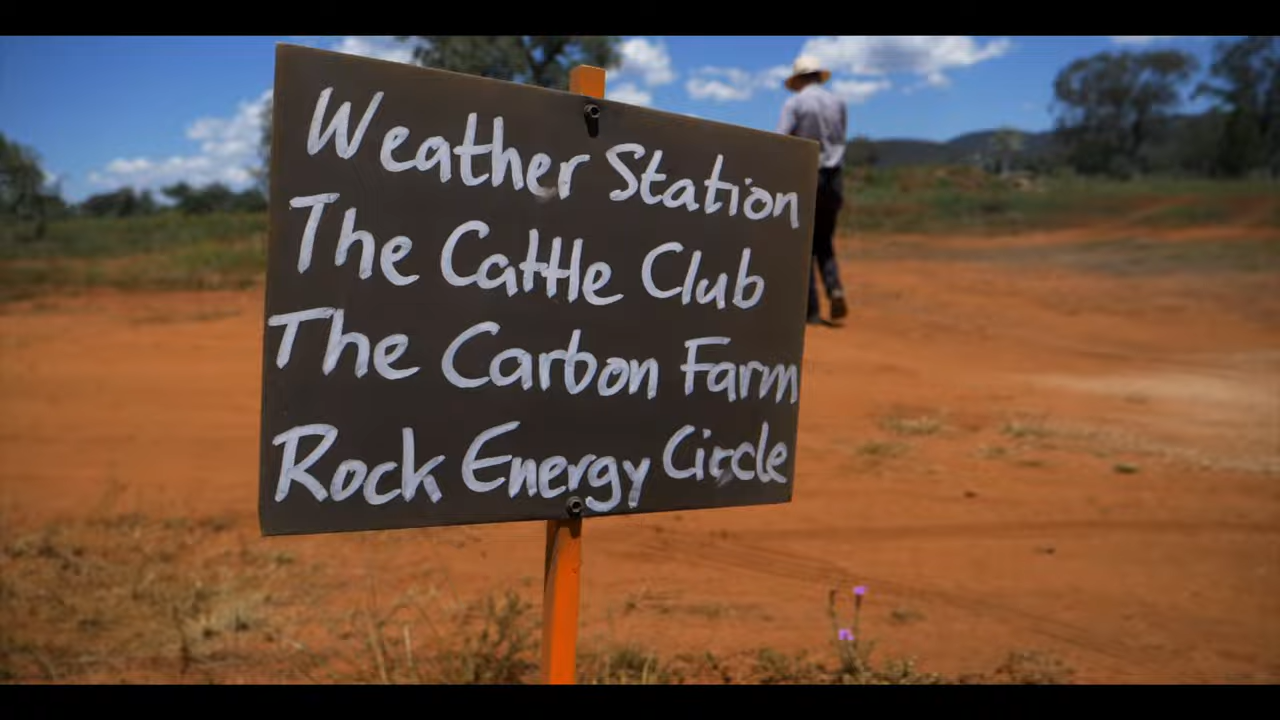 Weather Station
The Cattle Club
The Carbon Farm
Rock Energy Circle